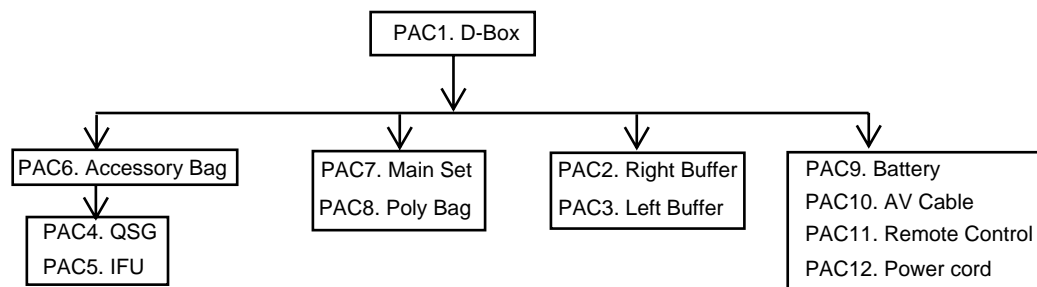 PAC1. D-Box
PAC6. Accessory Bag
PAC4. QSG
PAC5. IFU
PAC7. Main Set
PAC8. Poly Bag
PAC2. Right Buffer
PAC3. Left Buffer
PAC9. Battery
PAC10. AV Cable
PAC11. Remote Control
PAC12. Power cord